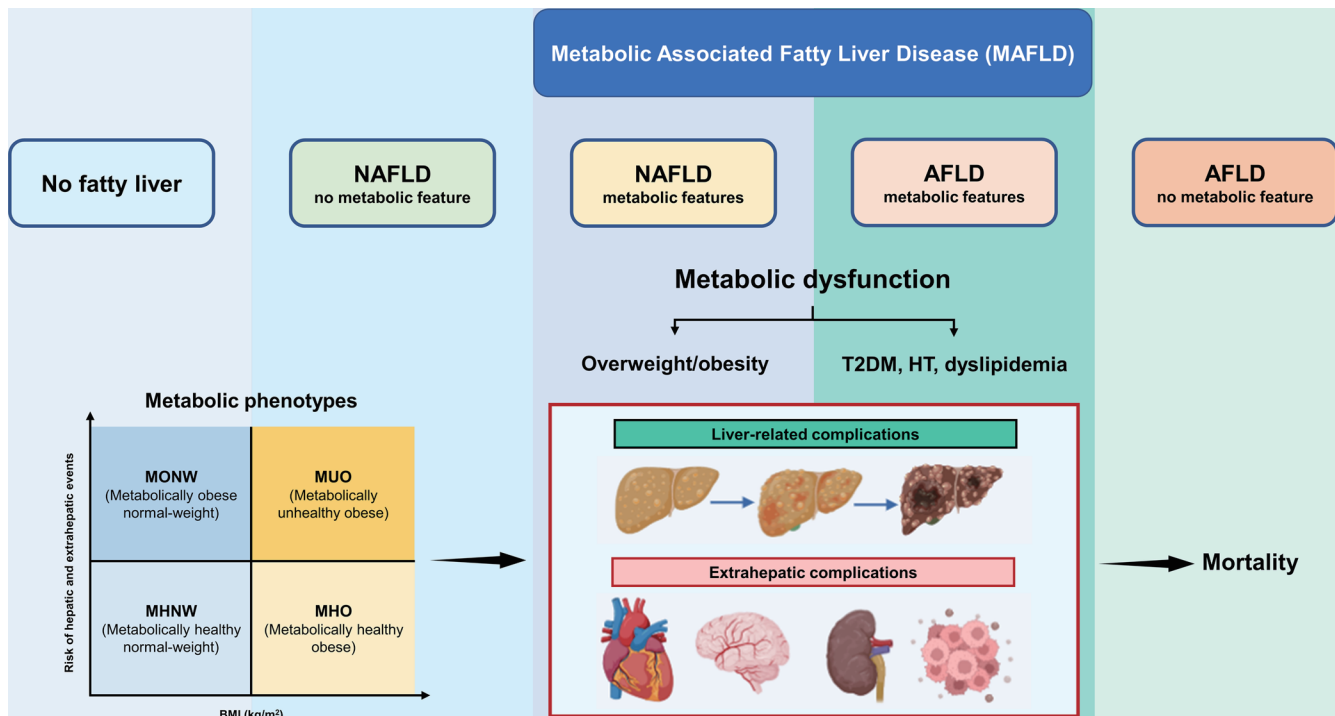 Metabolic Associated Fatty Liver Disease (MAFLD)
No fatty liver
NAFLD
no metabolic feature
NAFLD
metabolic features
AFLD
metabolic features
AFLD
no metabolic feature
Metabolic dysfunction
Overweight/obesity
T2DM, HT, dyslipidemia
Metabolic phenotypes
Risk of hepatic and extrahepatic events
MONW
(Metabolically obese
normal-weight)
MUO
(Metabolically
unhealthy obese)
MHNW
(Metabolically healthy
normal-weight)
MHO
(Metabolically healthy
obese)
BMI (kg/m²)
Liver-related complications
Extrahepatic complications
Mortality